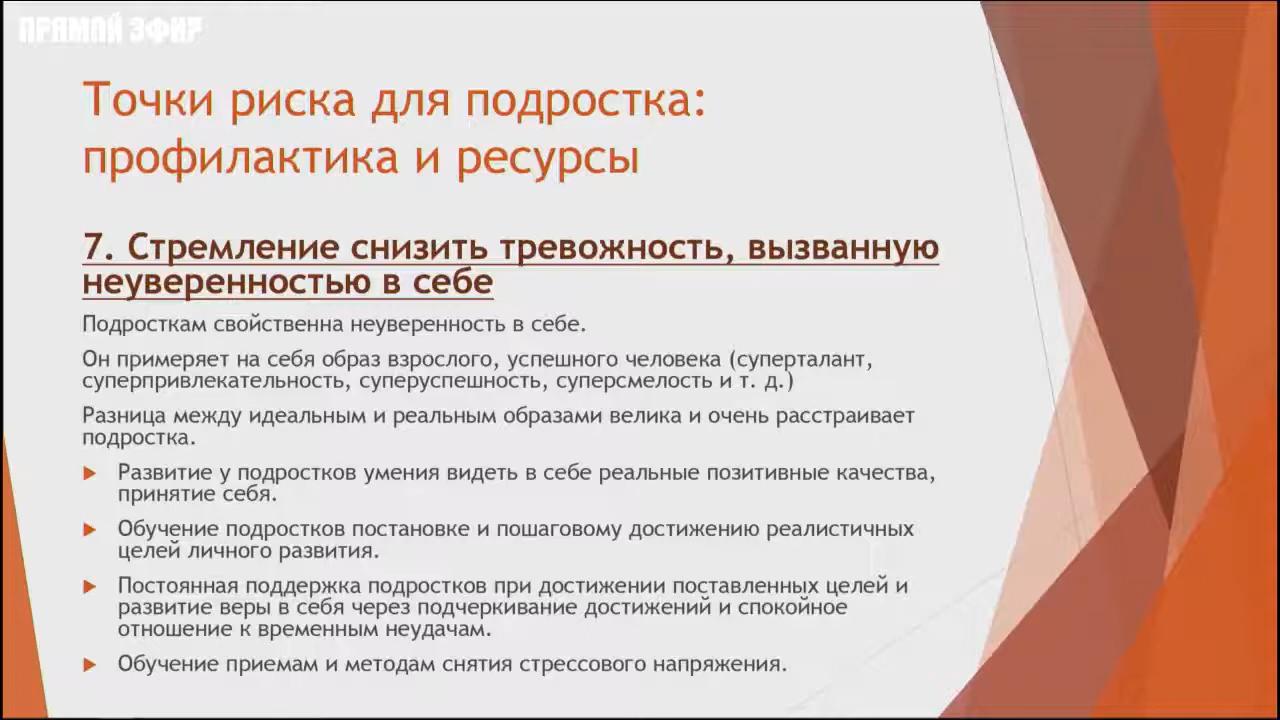 ПРЯМОЙ ЭФИР
Точки риска для подростка:
профилактика и ресурсы
7. Стремление снизить тревожность, вызванную
неуверенностью в себе
Подросткам свойственна неуверенность в себе.
Он примеряет на себя образ взрослого, успешного человека (суперталант,
суперпривлекательность, суперуспешность, суперсмелость и т. д.)
Разница между идеальным и реальным образами велика и очень расстраивает
подростка.
Развитие у подростков умения видеть в себе реальные позитивные качества,
принятие себя.
Обучение подростков постановке и пошаговому достижению реалистичных
целей личного развития.
Постоянная поддержка подростков при достижении поставленных целей и
развитие веры в себя через подчеркивание достижений и спокойное
отношение к временным неудачам.
Обучение приемам и методам снятия стрессового напряжения.